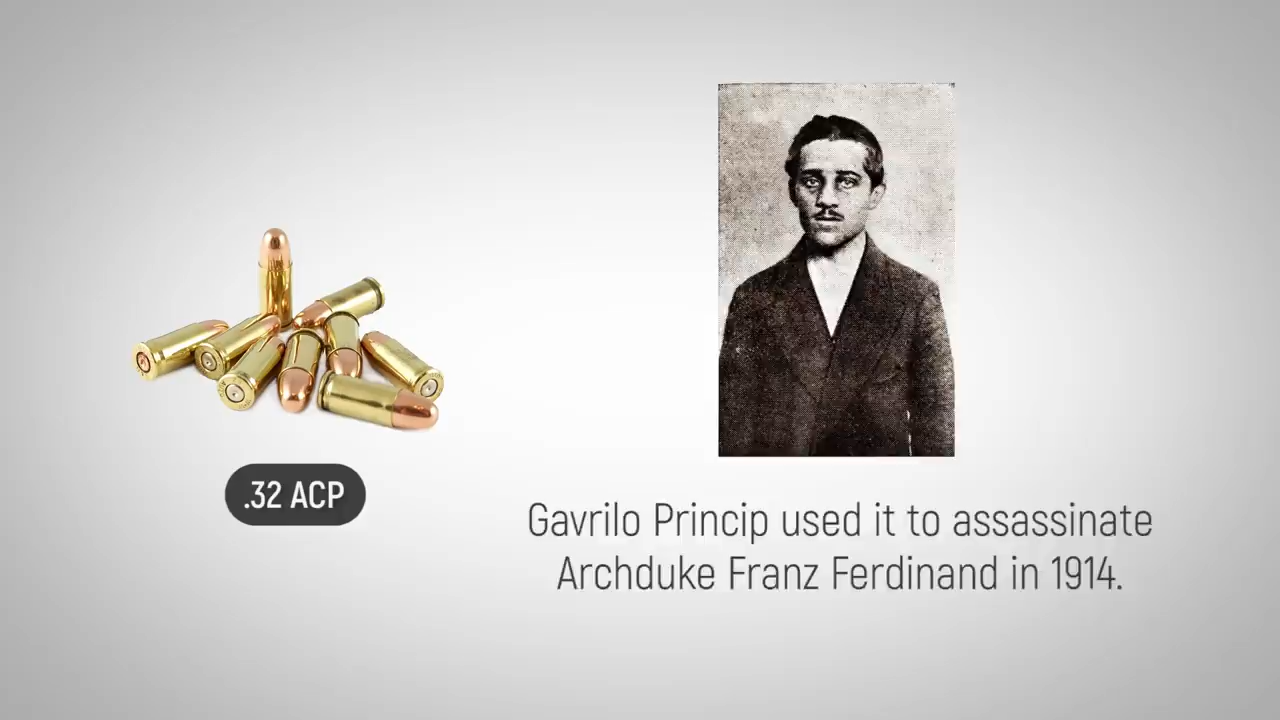 .32 ACP
Gavrilo Princip used it to assassinate
Archduke Franz Ferdinand in 1914.